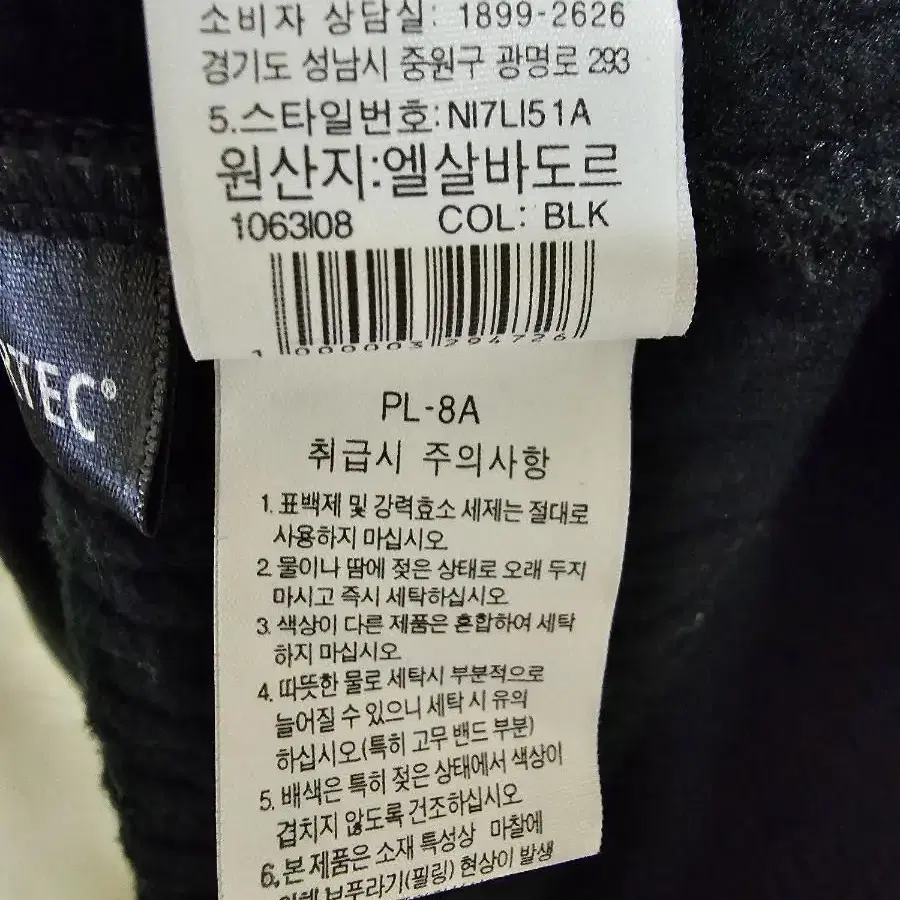 소비자 상담실: 1899-2626
경기도 성남시 중원구 광명로 293
5.스타일번호:NI7LI51A
원산지:엘살바도르
1063I08 COL: BLK
1 000003 294726
TEC®
PL-8A
취급시 주의사항
1. 표백제 및 강력효소 세제는 절대로
사용하지 마십시오
2. 물이나 땀에 젖은 상태로 오래 두지
마시고 즉시 세탁하십시오
3. 색상이 다른 제품은 혼합하여 세탁
하지 마십시오
4. 따뜻한 물로 세탁시 부분적으로
늘어질 수 있으니 세탁 시 유의
하십시오.(특히 고무 밴드 부분)
5. 배색은 특히 젖은 상태에서 색상이
겹치지 않도록 건조하십시오
6. 본 제품은 소재 특성상 마찰에
의해 보푸라기(필링) 현상이 발생